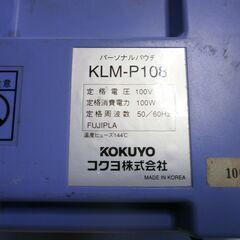 パーソナルパウチ
KLM-P108
定格電圧 100V
定格消費電力 100W
定格周波数 50/60Hz
FUJIPLA
温度ヒューズ144℃
KOKUYO
コクヨ株式会社
MADE IN KOREA
注意